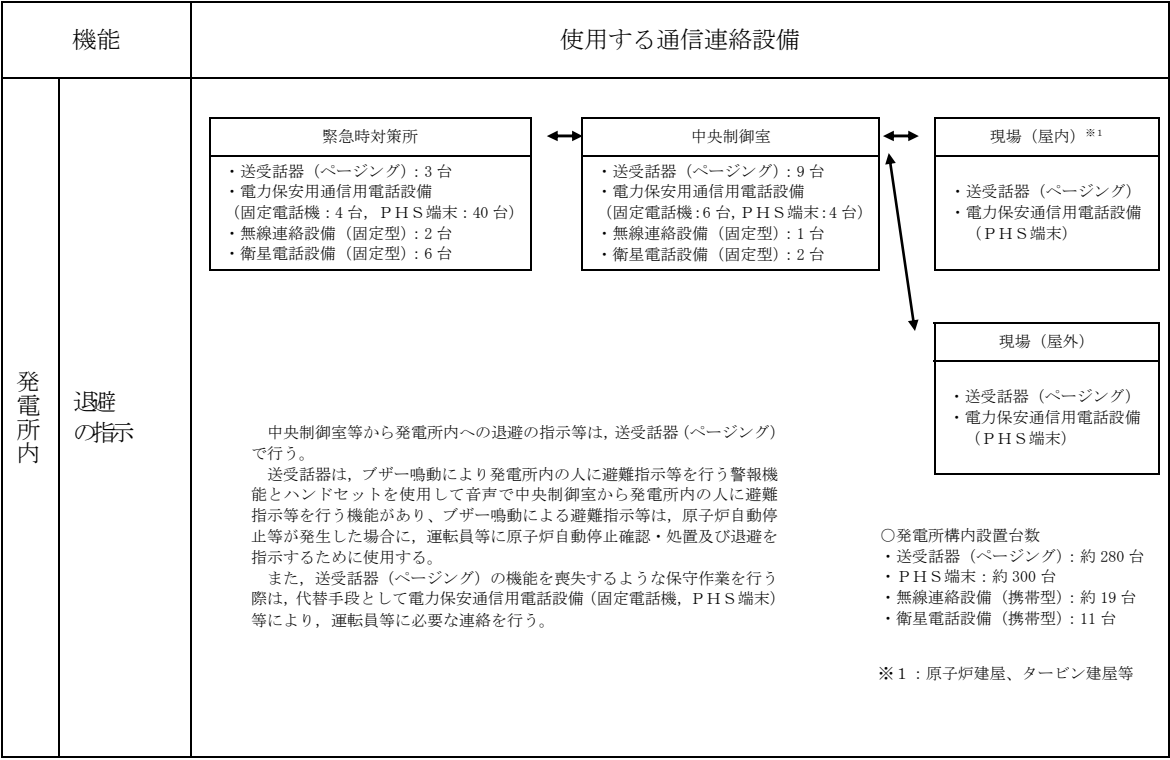 機能
使用する通信連絡設備
発電所内
退避
の指示
緊急時対策所
・送受話器（ページング）：3 台
・電力保安用通信用電話設備
（固定電話機：4 台，ＰＨＳ端末：40 台）
・無線連絡設備（固定型）：2 台
・衛星電話設備（固定型）：6 台
中央制御室
・送受話器（ページング）：9 台
・電力保安用通信用電話設備
（固定電話機：6 台，ＰＨＳ端末：4 台）
・無線連絡設備（固定型）：1 台
・衛星電話設備（固定型）：2 台
現場（屋内）※1
・送受話器（ページング）
・電力保安通信用電話設備
（ＰＨＳ端末）
現場（屋外）
・送受話器（ページング）
・電力保安通信用電話設備
（ＰＨＳ端末）
中央制御室等から発電所内への退避の指示等は，送受話器（ページング）
で行う。
送受話器は，ブザー鳴動により発電所内の人に避難指示等を行う警報機
能とハンドセットを使用して音声で中央制御室から発電所内の人に避難
指示等を行う機能があり、ブザー鳴動による避難指示等は，原子炉自動停
止等が発生した場合に，運転員等に原子炉自動停止確認・処置及び退避を
指示するために使用する。
また，送受話器（ページング）の機能を喪失するような保守作業を行う
際は，代替手段として電力保安通信用電話設備（固定電話機，ＰＨＳ端末）
等により，運転員等に必要な連絡を行う。
○発電所構内設置台数
・送受話器（ページング）：約 280 台
・ＰＨＳ端末：約 300 台
・無線連絡設備（携帯型）：約 19 台
・衛星電話設備（携帯型）：11 台
※１：原子炉建屋、タービン建屋等